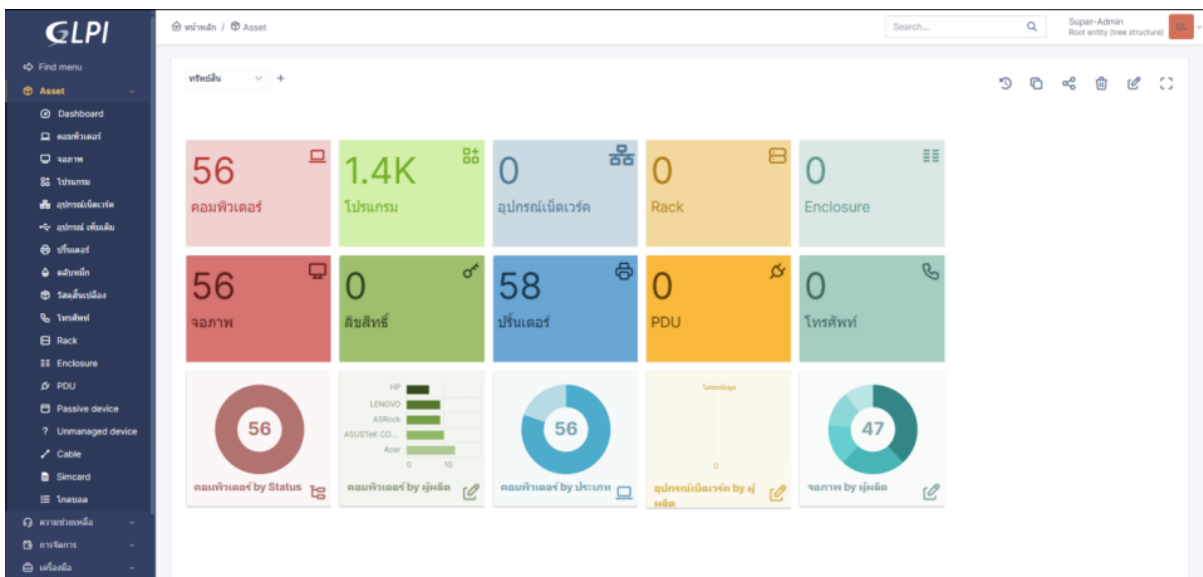 GLPI
หน้าหลัก / Asset
Search...
Super-Admin
Root entity (tree structure)
GL
Find menu
Asset
Dashboard
คอมพิวเตอร์
จอภาพ
โปรแกรม
อุปกรณ์เน็ตเวร์ค
อุปกรณ์ เพิ่มเติม
ปริ้นเตอร์
ตลับหมึก
วัสดุสิ้นเปลือง
โทรศัพท์
Rack
Enclosure
PDU
Passive device
? Unmanaged device
Cable
Simcard
โกลบอล
ความช่วยเหลือ
การจัดการ
เครื่องมือ
ทรัพย์สิน +
56
คอมพิวเตอร์
1.4K
โปรแกรม
0
อุปกรณ์เน็ตเวร์ค
0
Rack
0
Enclosure
56
จอภาพ
0
ลิขสิทธิ์
58
ปริ้นเตอร์
0
PDU
0
โทรศัพท์
56
คอมพิวเตอร์ by Status
HP
LENOVO
ASRock
ASUSTeK CO...
Acer
0 10
คอมพิวเตอร์ by ผู้ผลิต
56
คอมพิวเตอร์ by ประเภท
ไม่พบข้อมูล
0
อุปกรณ์เน็ตเวร์ค by ผู้
ผลิต
47
จอภาพ by ผู้ผลิต